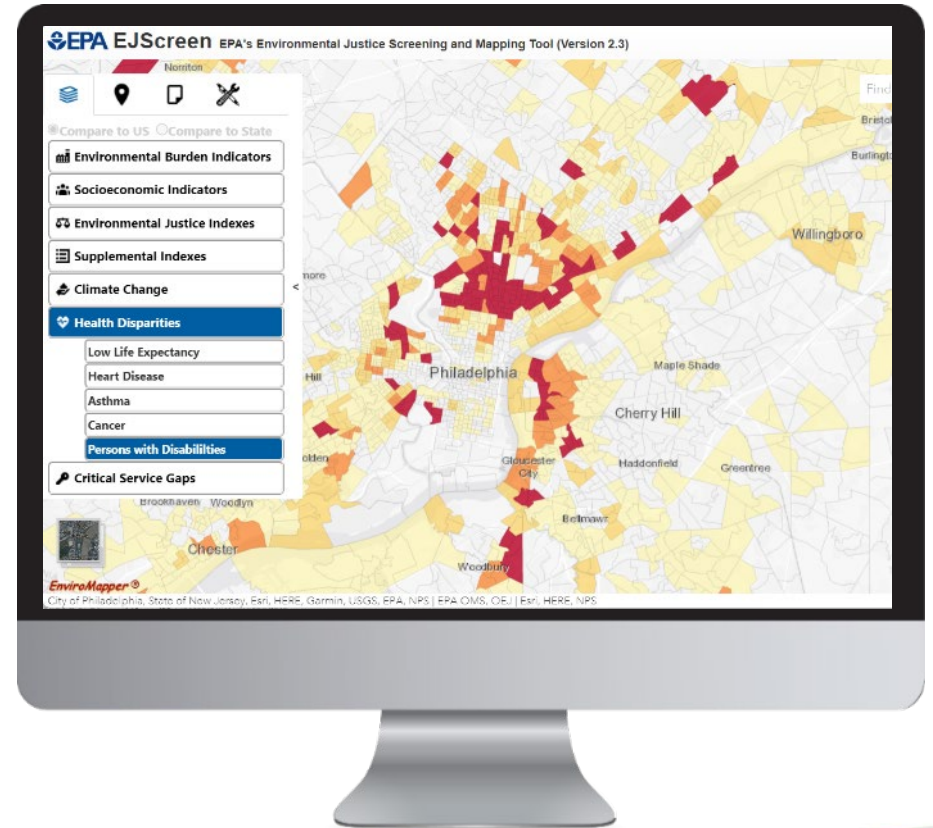 EPA EJScreen EPA's Environmental Justice Screening and Mapping Tool (Version 2.3)
Norriton
Find
Compare to US Compare to State
Bristol
Environmental Burden Indicators
Burlingt
Socioeconomic Indicators
Environmental Justice Indexes
Willingboro
Supplemental Indexes
more
Climate Change
<
Health Disparities
Low Life Expectancy
Heart Disease
Hill
Philadelphia
Maple Shade
Asthma
Cherry Hill
Cancer
Persons with Disabililties
olden
Gloucester
City
Haddonfield
Greentree
Critical Service Gaps
Brookhaven Woodlyn
Bellmawr
Chester
Woodbury
EnviroMapper ®
City of Philadelphia, State of New Jersey, Esri, HERE, Garmin, USGS, EPA, NPS | EPA OMS, OEJ | Esri, HERE, NPS